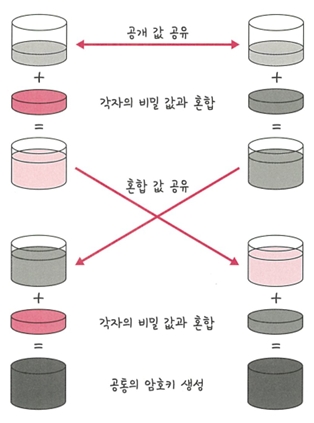 공개 값 공유
+ +
각자의 비밀 값과 혼합
= =
혼합 값 공유
+ +
각자의 비밀 값과 혼합
= =
공통의 암호키 생성